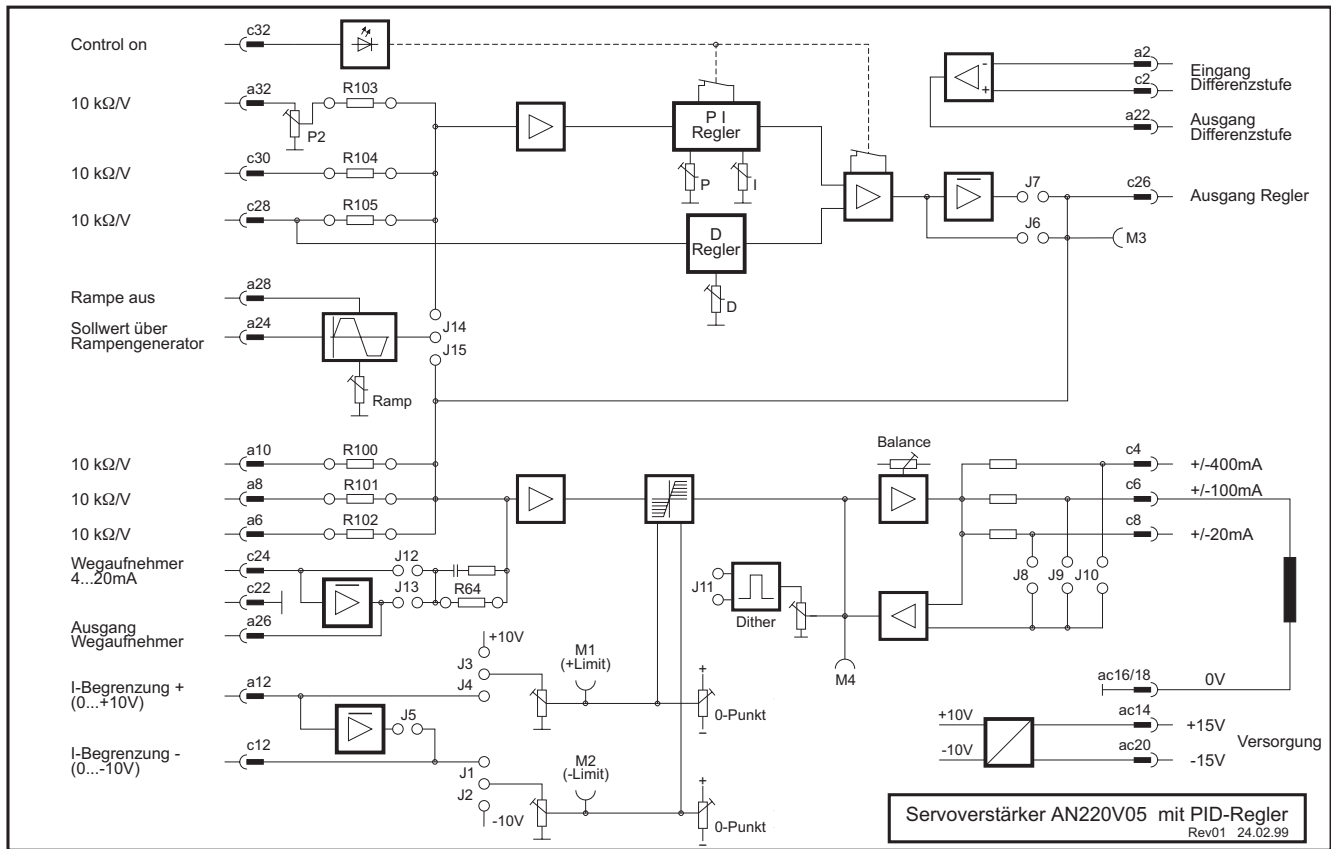 Control on
c32
10 kΩ/V
a32
R103
P2
10 kΩ/V
c30
R104
10 kΩ/V
c28
R105
P I
Regler
P
I
D
Regler
D
a2
-
c2
+
Eingang
Differenzstufe
a22
Ausgang
Differenzstufe
J7
c26
Ausgang Regler
J6
M3
Rampe aus
a28
Sollwert über
Rampengenerator
a24
J14
J15
Ramp
10 kΩ/V
a10
R100
10 kΩ/V
a8
R101
10 kΩ/V
a6
R102
Wegaufnehmer
4...20mA
c24
J12
c22
J13
R64
Ausgang
Wegaufnehmer
a26
Balance
c4
+/-400mA
c6
+/-100mA
c8
+/-20mA
J8
J9
J10
J11
Dither
M4
I-Begrenzung +
(0...+10V)
a12
+10V
J3
J4
M1
(+Limit)
+
0-Punkt
–
J5
I-Begrenzung -
(0...-10V)
c12
J1
J2
-10V
M2
(-Limit)
+
0-Punkt
–
ac16/18
0V
+10V
ac14
+15V
-10V
ac20
-15V
Versorgung
Servoverstärker AN220V05 mit PID-Regler
Rev01 24.02.99